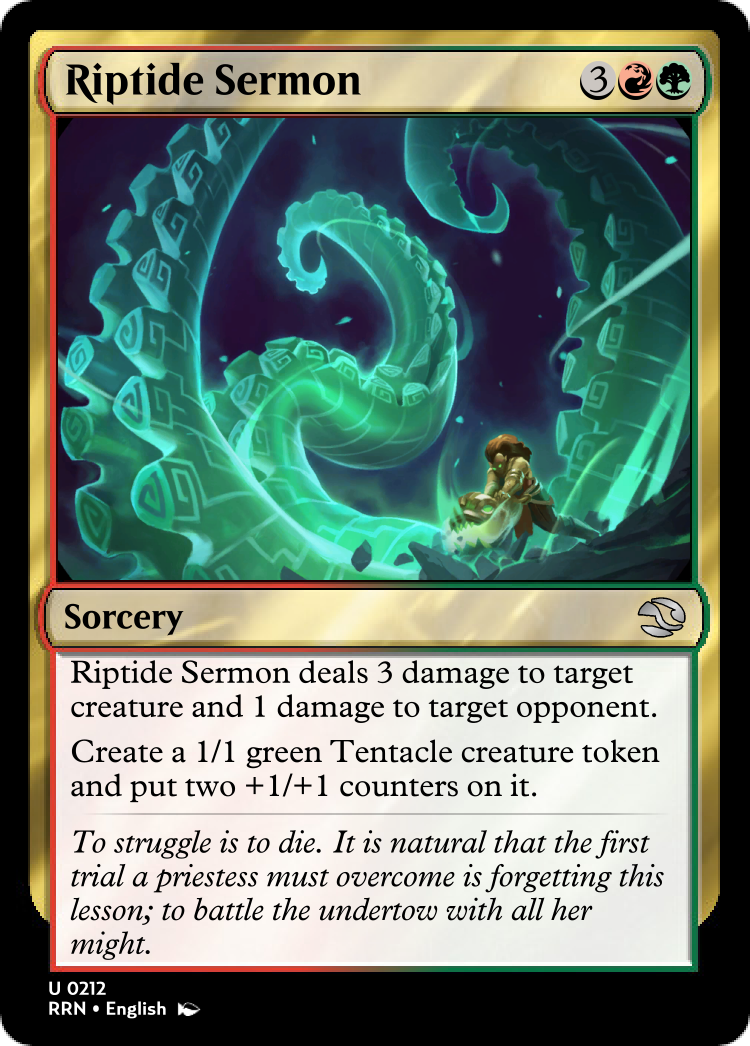 Riptide Sermon 3
Sorcery
Riptide Sermon deals 3 damage to target
creature and 1 damage to target opponent.
Create a 1/1 green Tentacle creature token
and put two +1/+1 counters on it.
To struggle is to die. It is natural that the first
trial a priestess must overcome is forgetting this
lesson; to battle the undertow with all her
might.
U 0212
RRN • English